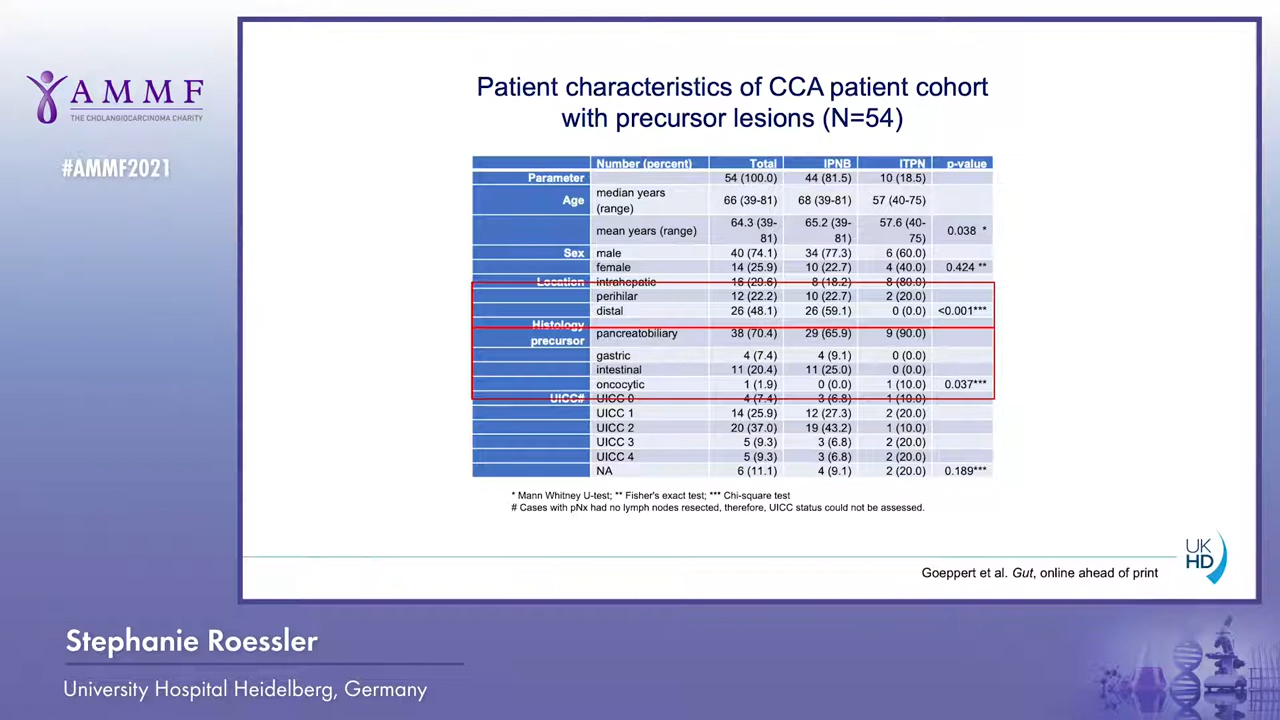 AMMF
THE CHOLANGIOCARCINOMA CHARITY
#AMMF2021
Patient characteristics of CCA patient cohort
with precursor lesions (N=54)
Number (percent) Total IPNB ITPN p-value
Parameter 54 (100.0) 44 (81.5) 10 (18.5)
Age median years (range) 66 (39-81) 68 (39-81) 57 (40-75)
mean years (range) 64.3 (39-81) 65.2 (39-81) 57.6 (40-75) 0.038 *
Sex male 40 (74.1) 34 (77.3) 6 (60.0)
female 14 (25.9) 10 (22.7) 4 (40.0) 0.424 **
Location intrahepatic 16 (29.6) 8 (18.2) 8 (80.0)
perihilar 12 (22.2) 10 (22.7) 2 (20.0)
distal 26 (48.1) 26 (59.1) 0 (0.0) <0.001***
Histology precursor pancreatobiliary 38 (70.4) 29 (65.9) 9 (90.0)
gastric 4 (7.4) 4 (9.1) 0 (0.0)
intestinal 11 (20.4) 11 (25.0) 0 (0.0)
oncocytic 1 (1.9) 0 (0.0) 1 (10.0) 0.037***
UICC# UICC 0 4 (7.4) 3 (6.8) 1 (10.0)
UICC 1 14 (25.9) 12 (27.3) 2 (20.0)
UICC 2 20 (37.0) 19 (43.2) 1 (10.0)
UICC 3 5 (9.3) 3 (6.8) 2 (20.0)
UICC 4 5 (9.3) 3 (6.8) 2 (20.0)
NA 6 (11.1) 4 (9.1) 2 (20.0) 0.189***
* Mann Whitney U-test; ** Fisher's exact test; *** Chi-square test
# Cases with pNx had no lymph nodes resected, therefore, UICC status could not be assessed.
UK
HD
Goeppert et al. Gut, online ahead of print
Stephanie Roessler
University Hospital Heidelberg, Germany